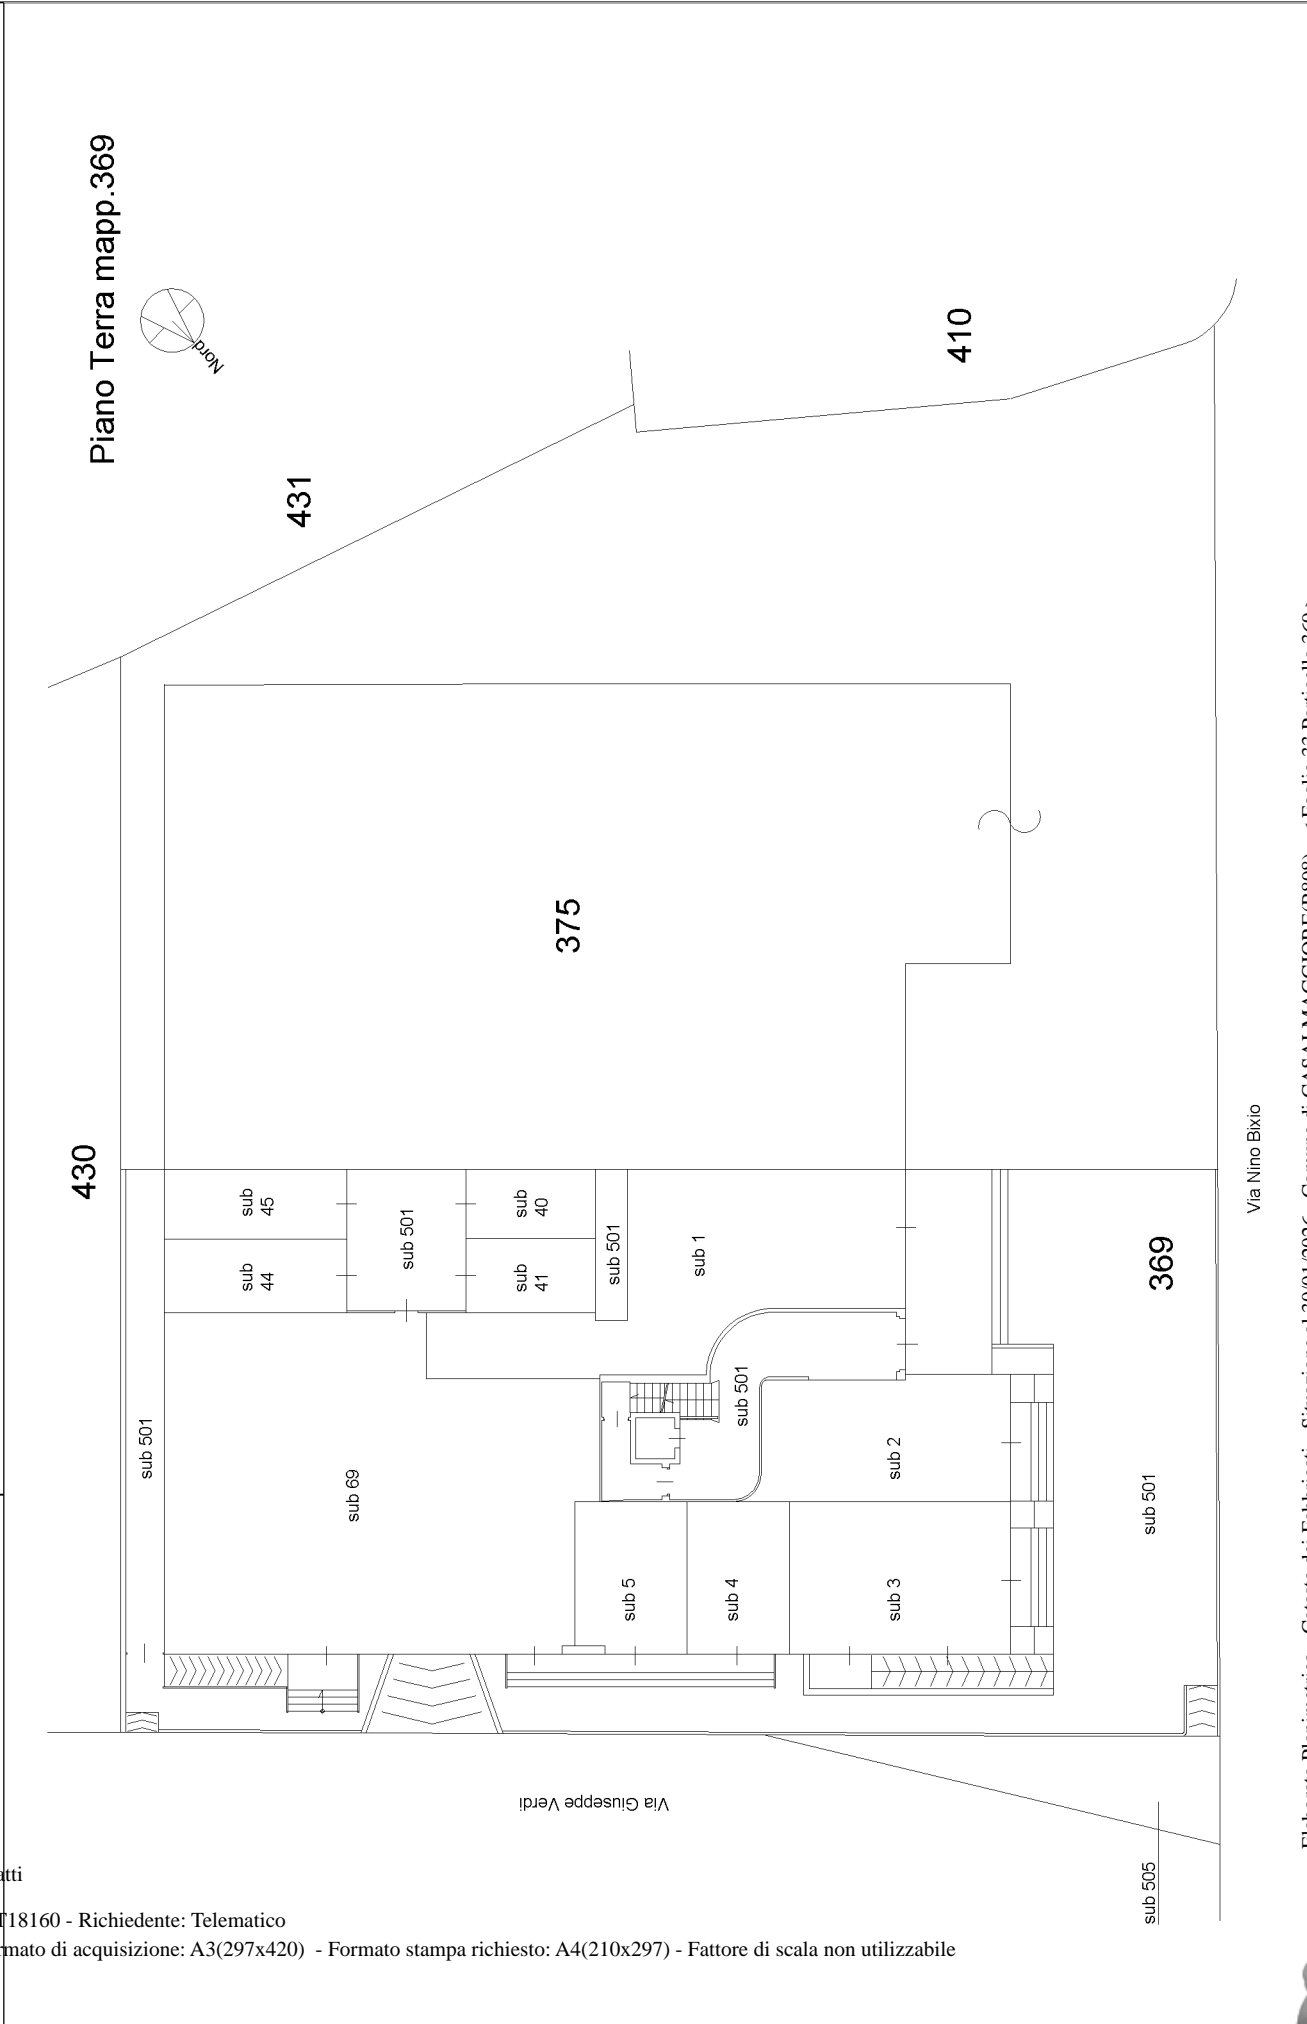 Piano Terra mapp.369
Nord
431
410
430
375
sub
45
sub
44
sub 501
sub
40
sub
41
sub 501
sub 1
369
Via Nino Bixio
sub 501
sub 69
sub 501
sub 2
sub 501
sub 5
sub 4
sub 3
Via Giuseppe Verdi
sub 505
T18160 - Richiedente: Telematico
di acquisizione: A3(297x420) - Formato stampa richiesto: A4(210x297) - Fattore di scala non utilizzabile